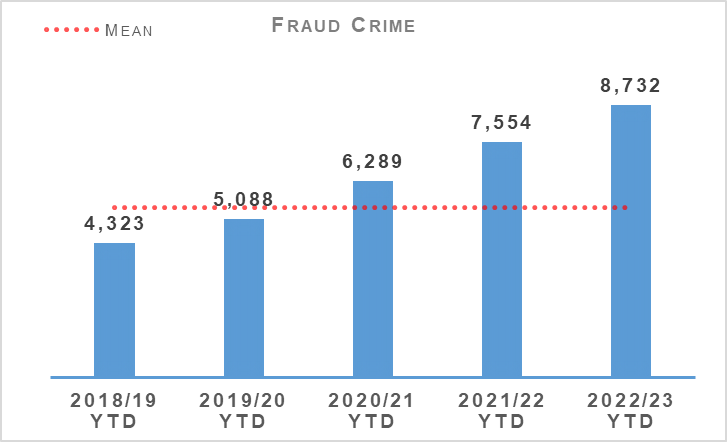 FRAUD CRIME
MEAN
8,732
7,554
6,289
5,088
4,323
2018/19 2019/20 2020/21 2021/22 2022/23
YTD YTD YTD YTD YTD